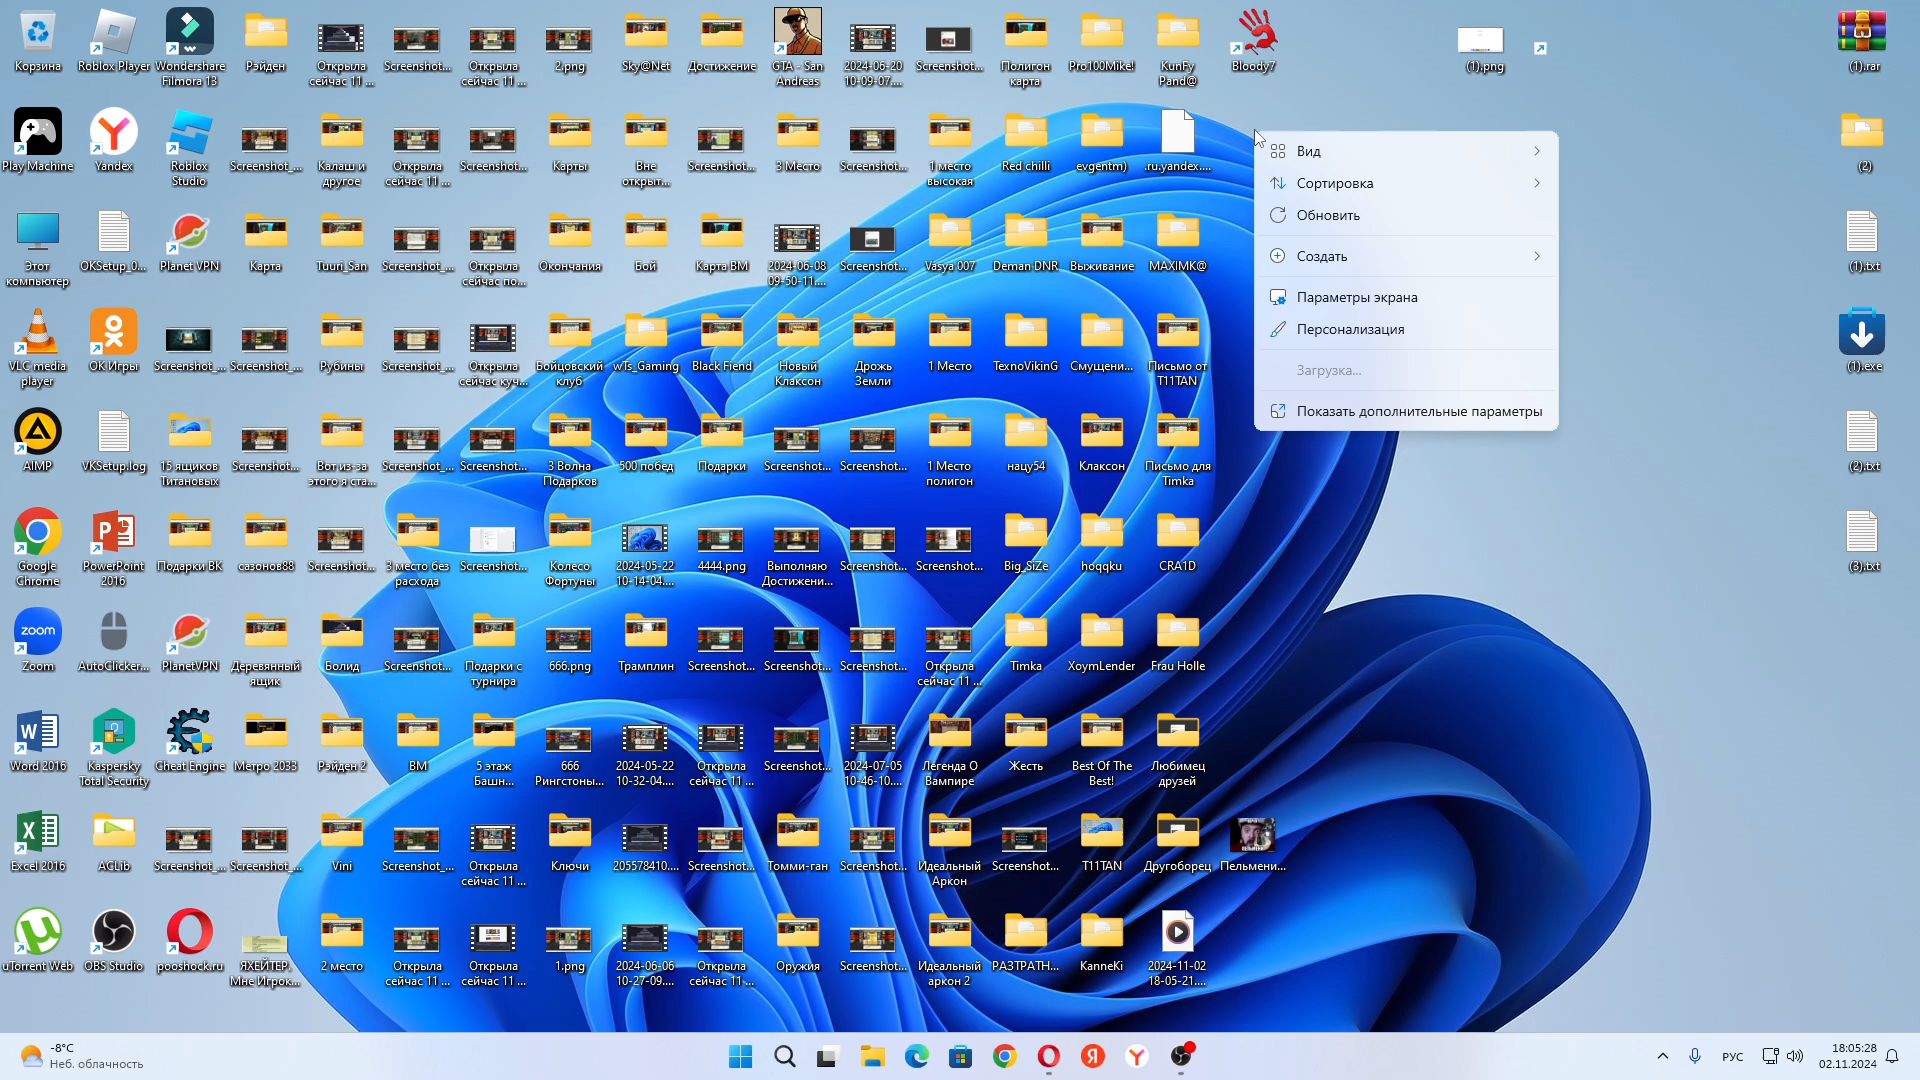 Корзина
Roblox Player
Wondershare
Filmora 13
Рэйден
Открыла
сейчас 11 ...
Screenshot...
Открыла
сейчас 11 ...
2.png
Sky@Net
Достижение
GTA - San
Andreas
2024-06-20
10-09-07....
Screenshot...
Полигон
карта
Pro100Mike!
KunFy
Pand@
Bloody7
(1).png
(1).rar
Play Machine
Yandex
Roblox
Studio
Screenshot_...
Калаш и
другое
Открыла
сейчас 11 ...
Screenshot...
Карты
Вне
открыт...
Screenshot...
3 Место
Screenshot...
1 место
высокая
Red chilli
evgentm)
.ru.yandex....
(2)
Этот
компьютер
OKSetup_0...
Planet VPN
Карта
Tuuri_San
Screenshot_...
Открыла
сейчас по...
Окончания
Бой
Карта ВМ
2024-06-08
09-50-11....
Screenshot...
Vasya 007
Deman DNR
Выживание
MAXIMK@
(1).txt
VLC media
player
ОК Игры
Screenshot_...
Screenshot_...
Рубины
Screenshot_...
Открыла
сейчас куч...
Бойцовский
клуб
wTs_Gaming
Black Fiend
Новый
Клаксон
Дрожь
Земли
1 Место
TexnoVikinG
Смущени...
Письмо от
T11TAN
(1).exe
AIMP
VKSetup.log
15 ящиков
Титановых
Screenshot...
Вот из-за
этого я ста...
Screenshot_...
Screenshot...
3 Волна
Подарков
500 побед
Подарки
Screenshot...
Screenshot...
1 Место
полигон
нацу54
Клаксон
Письмо для
Timka
(2).txt
Google
Chrome
PowerPoint
2016
Подарки ВК
сазонов88
Screenshot...
3 место без
расхода
Screenshot...
Колесо
Фортуны
2024-05-22
10-14-04....
4444.png
Выполняю
Достижени...
Screenshot...
Screenshot...
Big_SiZe
hoqqku
CRA1D
(3).txt
zoom
Zoom
AutoClicker...
PlanetVPN
Деревянный
ящик
Болид
Screenshot...
Подарки с
турнира
666.png
Трамплин
Screenshot...
Screenshot...
Screenshot...
Открыла
сейчас 11 ...
Timka
XoymLender
Frau Holle
Word 2016
Kaspersky
Total Security
Cheat Engine
Метро 2033
Рэйден 2
ВМ
5 этаж
Башн...
666
Рингстоны...
2024-05-22
10-32-04....
Открыла
сейчас 11 ...
Screenshot...
2024-07-05
10-46-10....
Легенда О
Вампире
Жесть
Best Of The
Best!
Любимец
друзей
Excel 2016
ACLib
Screenshot_...
Screenshot_...
Vini
Screenshot_...
Открыла
сейчас 11 ...
Ключи
205578410....
Screenshot...
Томми-ган
Screenshot...
Идеальный
Аркон
Screenshot...
T11TAN
Другоборец
Пельмени...
uTorrent Web
OBS Studio
pooshock.ru
ЯХЕЙТЕР.
Мне Игрок...
2 место
Открыла
сейчас 11 ...
Открыла
сейчас 11 ...
1.png
2024-06-06
10-27-09....
Открыла
сейчас 11 ...
Оружия
Screenshot...
Идеальный
аркон 2
РАЗТРАТН...
KanneKi
2024-11-02
18-05-21....
Вид
Сортировка
Обновить
Создать
Параметры экрана
Персонализация
Загрузка...
Показать дополнительные параметры
-8°C
Неб. облачность
РУС
18:05:28
02.11.2024